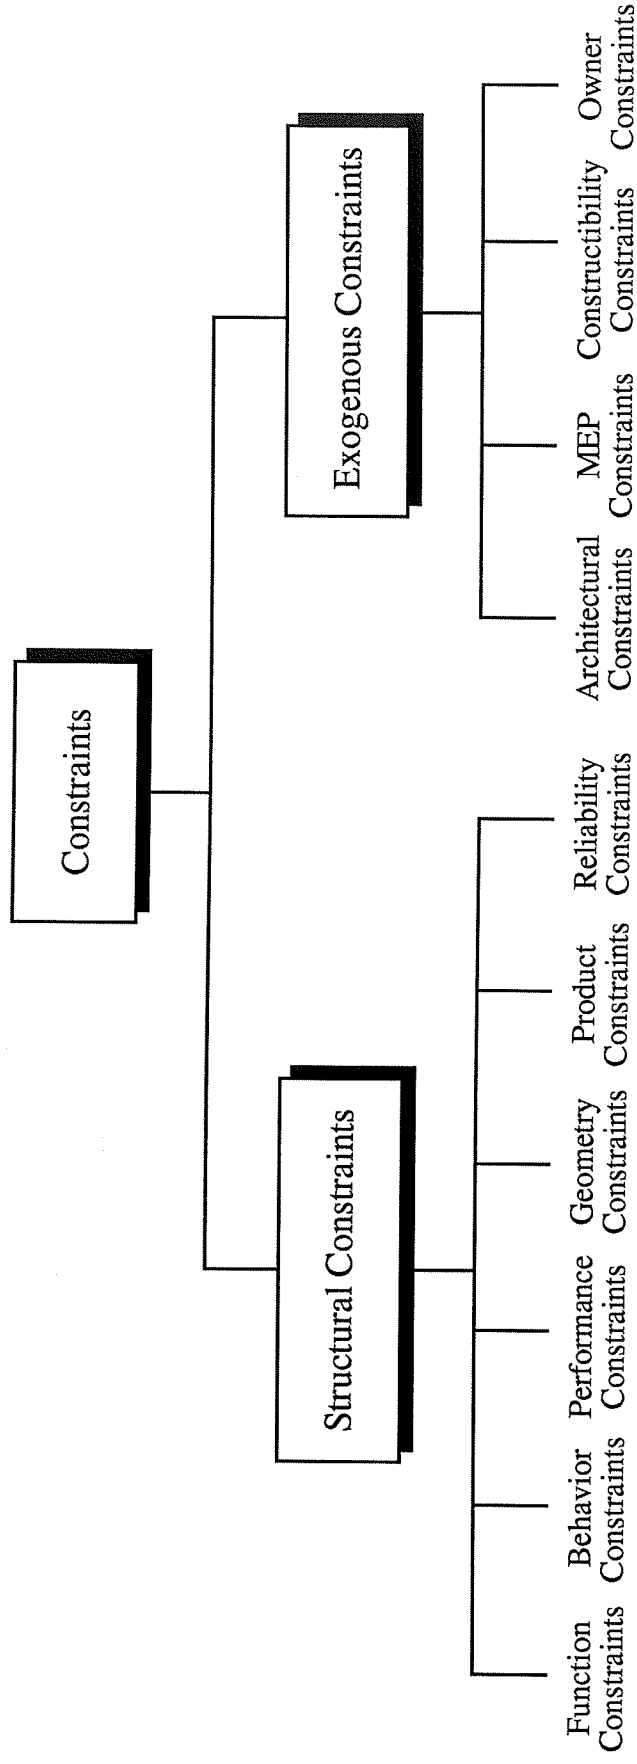 Constraints
Structural Constraints
Exogenous Constraints
Function
Constraints
Behavior
Constraints
Performance
Constraints
Geometry
Constraints
Product
Constraints
Reliability
Constraints
Architectural
Constraints
MEP
Constraints
Constructibility
Constraints
Owner
Constraints